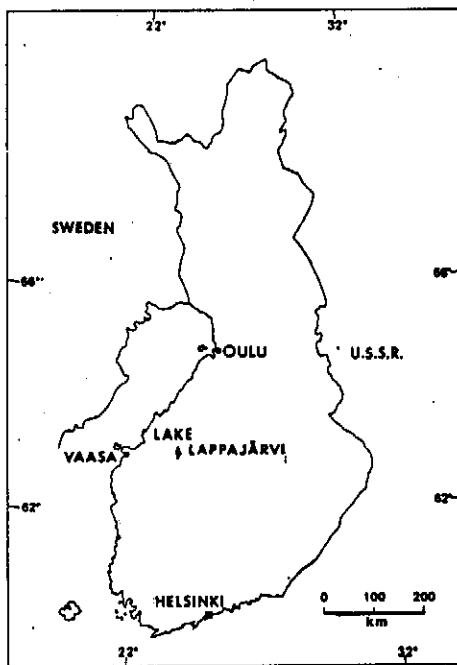 22° 32°
SWEDEN
66° 66°
OULU U.S.S.R.
LAKE
VAASA LAPPAJÄRVI
62° 62°
HELSINKI
0 100 200
km
22° 32°